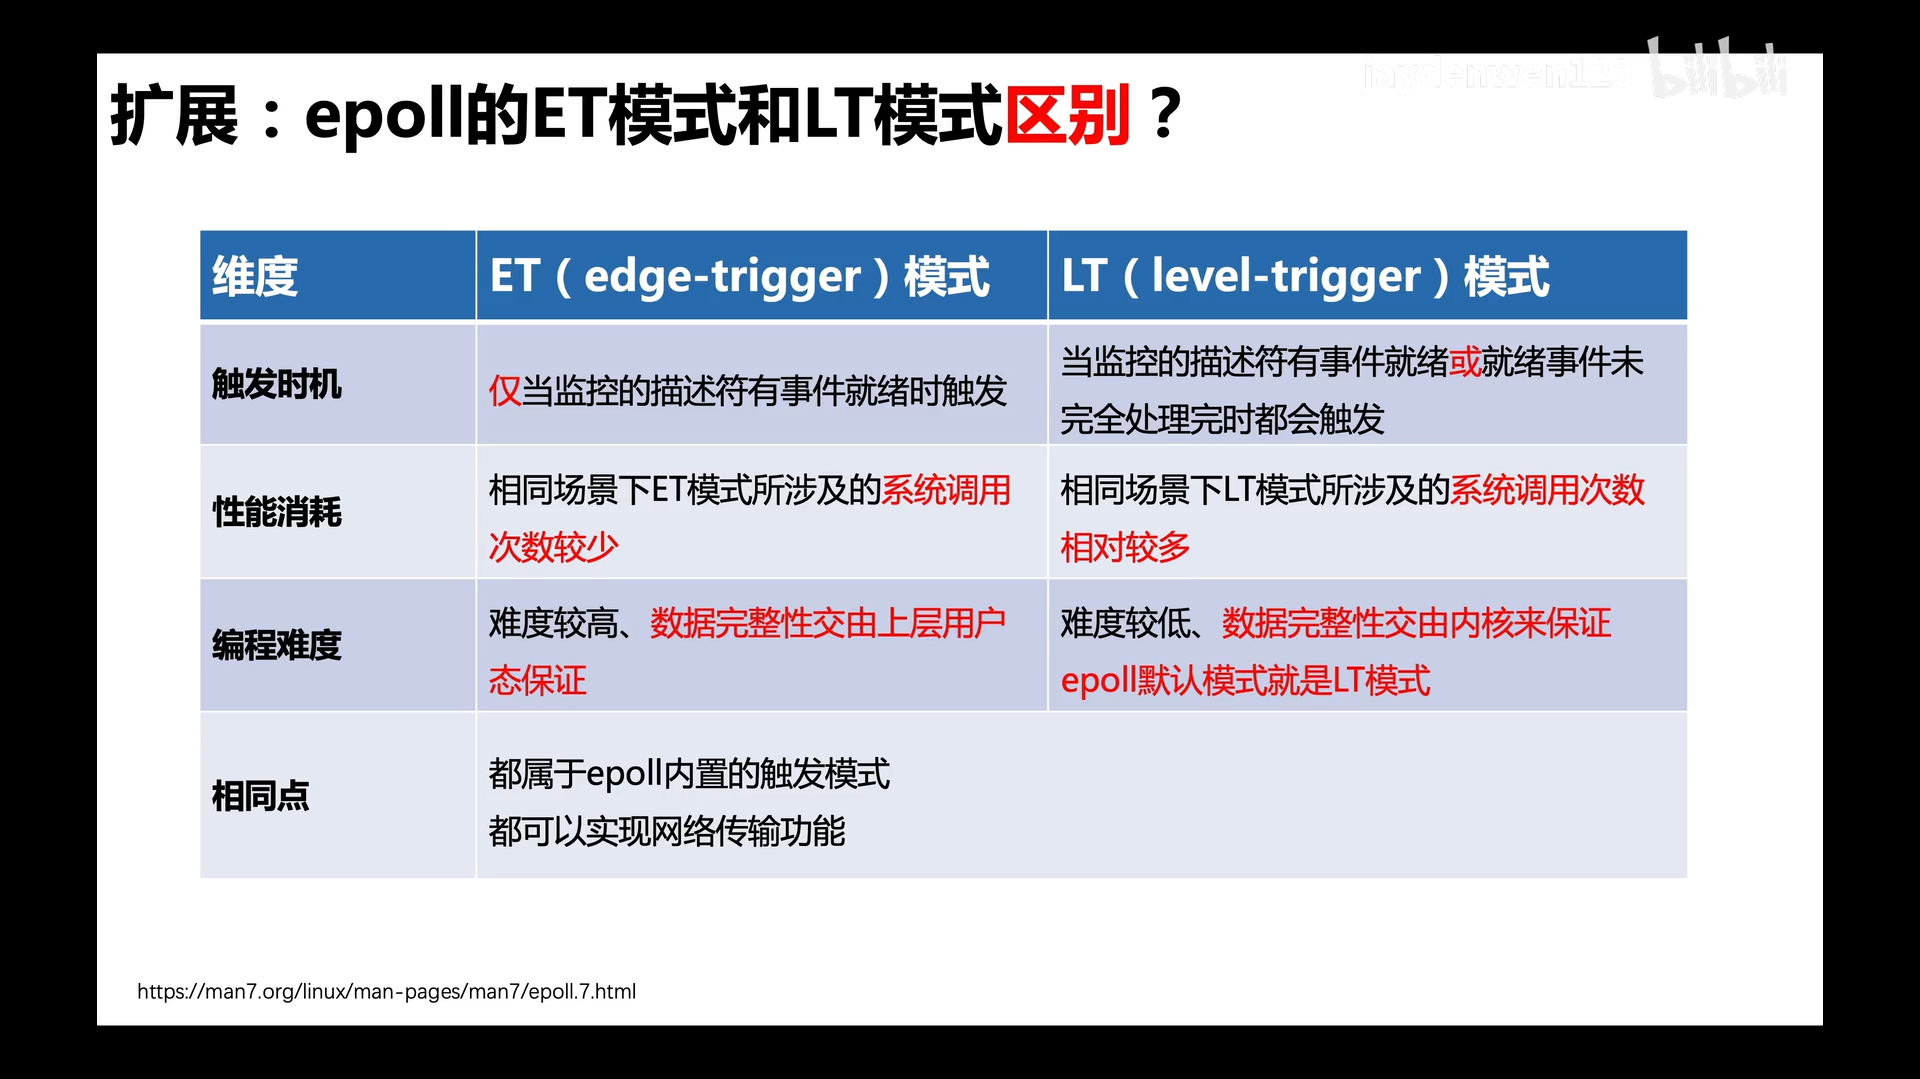 jaydenwen123 bilibili
扩展：epoll的ET模式和LT模式区别？
维度
ET（edge-trigger）模式
LT（level-trigger）模式
触发时机
仅当监控的描述符有事件就绪时触发
当监控的描述符有事件就绪或就绪事件未
完全处理完时都会触发
性能消耗
相同场景下ET模式所涉及的系统调用
次数较少
相同场景下LT模式所涉及的系统调用次数
相对较多
编程难度
难度较高、数据完整性交由上层用户
态保证
难度较低、数据完整性交由内核来保证
epoll默认模式就是LT模式
相同点
都属于epoll内置的触发模式
都可以实现网络传输功能
https://man7.org/linux/man-pages/man7/epoll.7.html